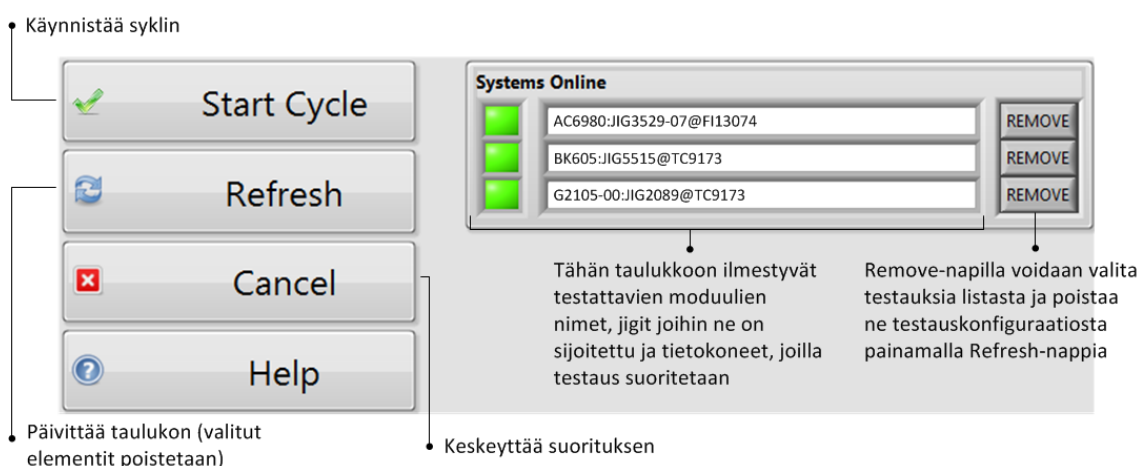 Käynnistää syklin
Start Cycle
Refresh
Cancel
Help
Systems Online
AC6980:JIG3529-07@FI13074
REMOVE
BK605:JIG5515@TC9173
REMOVE
G2105-00:JIG2089@TC9173
REMOVE
Tähän taulukkoon ilmestyvät
testattavien moduulien
nimet, jigit joihin ne on
sijoitettu ja tietokoneet, joilla
testaus suoritetaan
Remove-napilla voidaan valita
testauksia listasta ja poistaa
ne testauskonfiguraatiosta
painamalla Refresh-nappia
Päivittää taulukon (valitut
elementit poistetaan)
Keskeyttää suorituksen